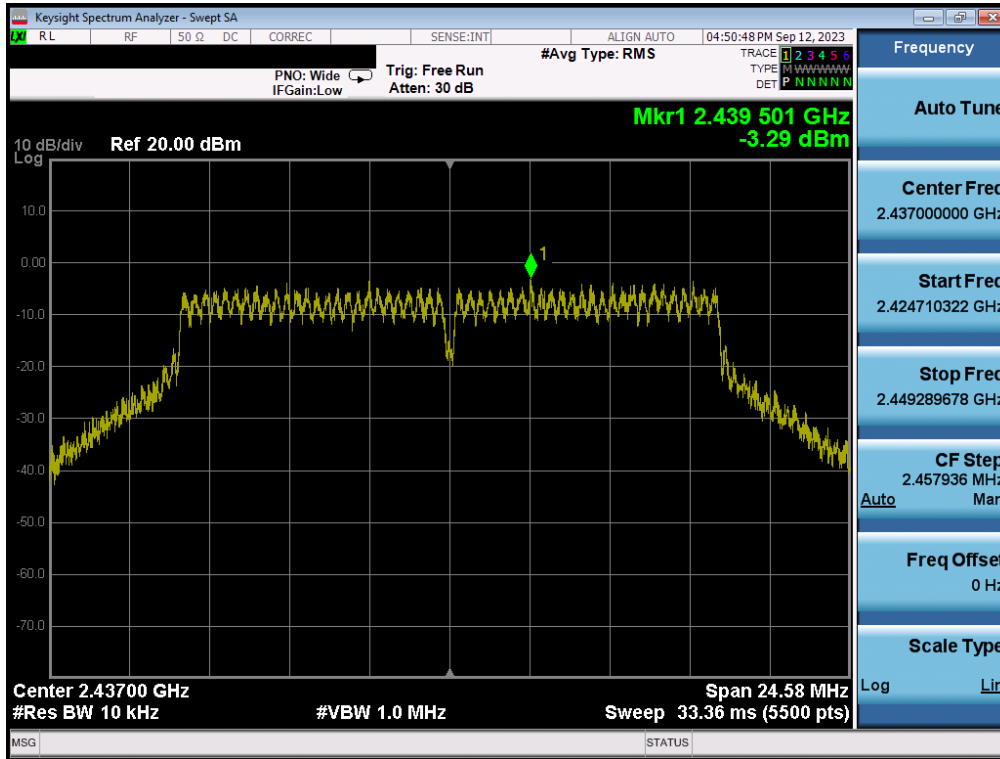 Keysight Spectrum Analyzer - Swept SA
LXI RL RF 50 Ω DC CORREC SENSE:INT ALIGN AUTO 04:50:48 PM Sep 12, 2023
#Avg Type: RMS TRACE 1 2 3 4 5 6
PNO: Wide Trig: Free Run TYPE M WWWWW
IFGain:Low Atten: 30 dB DET P N N N N N
Mkr1 2.439 501 GHz
-3.29 dBm
10 dB/div Ref 20.00 dBm
Log
10.0
0.00
1
-10.0
-20.0
-30.0
-40.0
-50.0
-60.0
-70.0
Center 2.43700 GHz Span 24.58 MHz
#Res BW 10 kHz #VBW 1.0 MHz Sweep 33.36 ms (5500 pts)
MSG STATUS
Frequency
Auto Tune
Center Freq
2.437000000 GHz
Start Freq
2.424710322 GHz
Stop Freq
2.449289678 GHz
CF Step
2.457936 MHz
Auto Man
Freq Offset
0 Hz
Scale Type
Log Lin